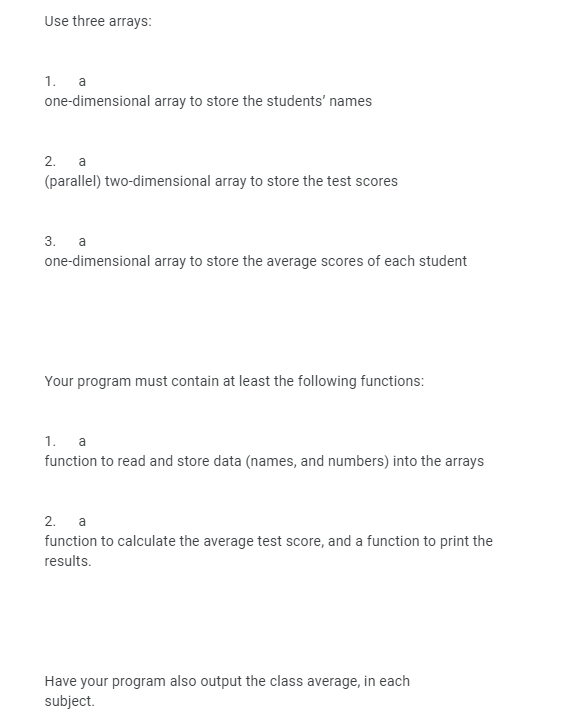 Use three arrays:
1. a
one-dimensional array to store the students' names
2. a
(parallel) two-dimensional array to store the test scores
3. a
one-dimensional array to store the average scores of each student
Your program must contain at least the following functions:
1. a
function to read and store data (names, and numbers) into the arrays
2. a
function to calculate the average test score, and a function to print the
results.
Have your program also output the class average, in each
subject.